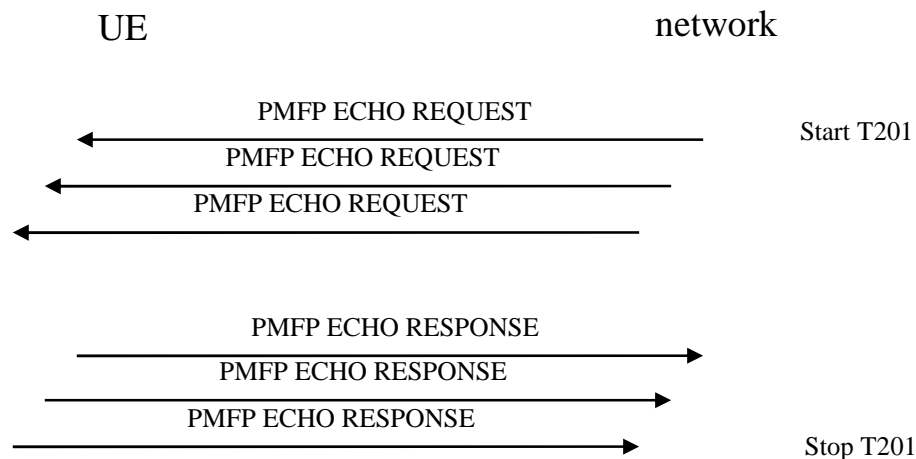 UE
network
PMFP ECHO REQUEST
Start T201
PMFP ECHO REQUEST
PMFP ECHO REQUEST
PMFP ECHO RESPONSE
PMFP ECHO RESPONSE
PMFP ECHO RESPONSE
Stop T201